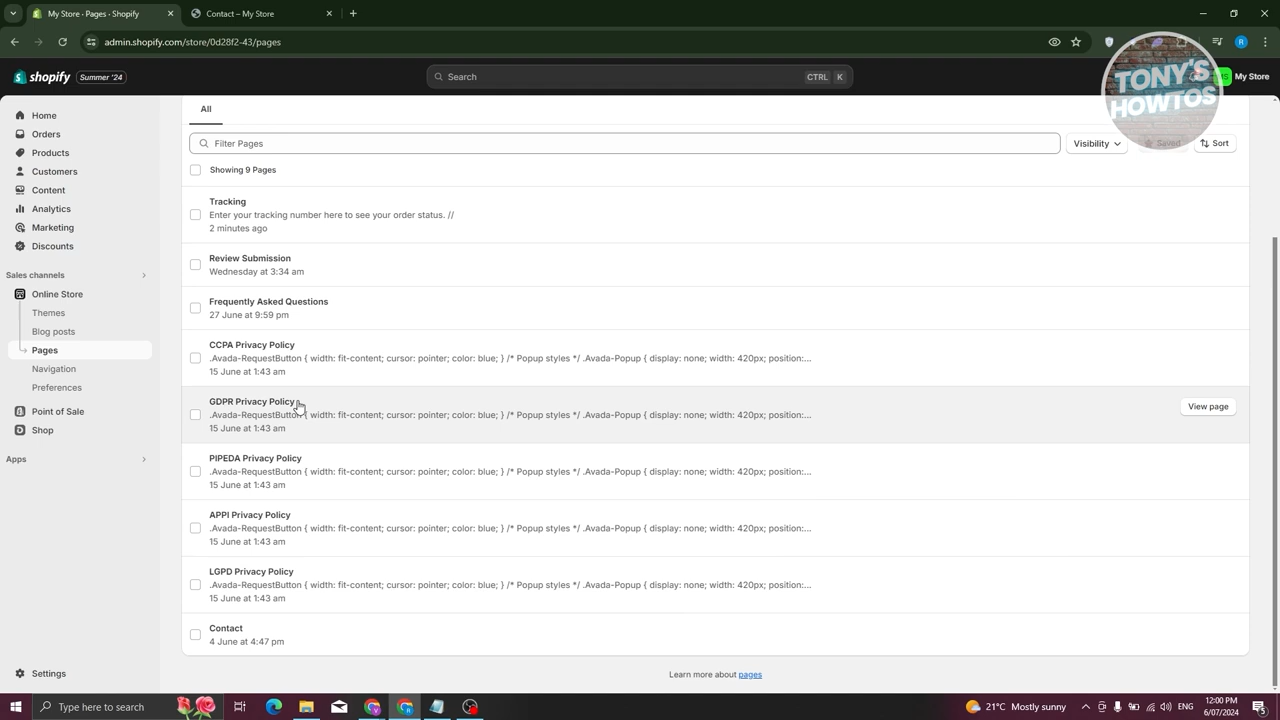 My Store · Pages · Shopify
Contact – My Store
admin.shopify.com/store/0d28f2-43/pages
shopify
Summer '24
Search
CTRL
K
My Store
TONY'S
HOWTOS
Home
Orders
Products
Customers
Content
Analytics
Marketing
Discounts
Sales channels
Online Store
Themes
Blog posts
Pages
Navigation
Preferences
Point of Sale
Shop
Apps
Settings
All
Filter Pages
Visibility
Saved
Sort
Showing 9 Pages
Tracking
Enter your tracking number here to see your order status. //
2 minutes ago
Review Submission
Wednesday at 3:34 am
Frequently Asked Questions
27 June at 9:59 pm
CCPA Privacy Policy
.Avada-RequestButton { width: fit-content; cursor: pointer; color: blue; } /* Popup styles */ .Avada-Popup { display: none; width: 420px; position:...
15 June at 1:43 am
GDPR Privacy Policy
.Avada-RequestButton { width: fit-content; cursor: pointer; color: blue; } /* Popup styles */ .Avada-Popup { display: none; width: 420px; position:...
15 June at 1:43 am
View page
PIPEDA Privacy Policy
.Avada-RequestButton { width: fit-content; cursor: pointer; color: blue; } /* Popup styles */ .Avada-Popup { display: none; width: 420px; position:...
15 June at 1:43 am
APPI Privacy Policy
.Avada-RequestButton { width: fit-content; cursor: pointer; color: blue; } /* Popup styles */ .Avada-Popup { display: none; width: 420px; position:...
15 June at 1:43 am
LGPD Privacy Policy
.Avada-RequestButton { width: fit-content; cursor: pointer; color: blue; } /* Popup styles */ .Avada-Popup { display: none; width: 420px; position:...
15 June at 1:43 am
Contact
4 June at 4:47 pm
Learn more about pages
Type here to search
21°C Mostly sunny
12:00 PM
6/07/2024